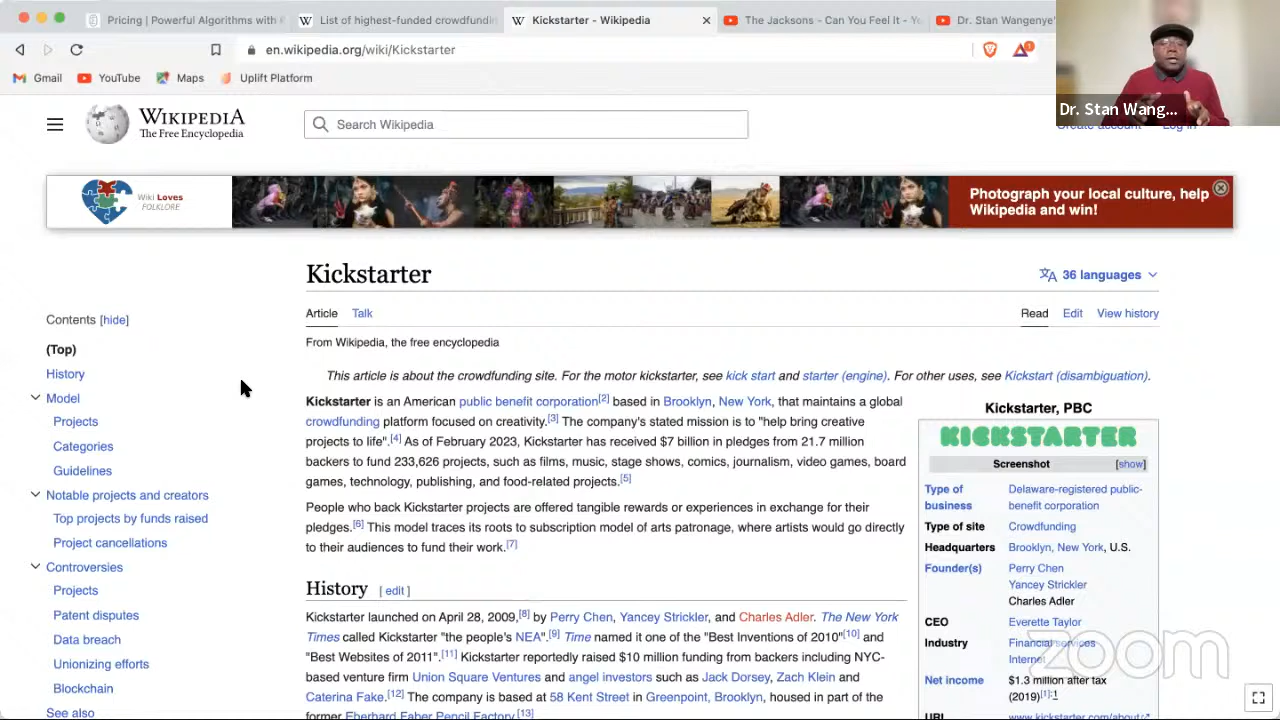 Pricing | Powerful Algorithms with
List of highest-funded crowdfundin
Kickstarter - Wikipedia
The Jacksons - Can You Feel it - Yo
Dr. Stan Wangenye'
en.wikipedia.org/wiki/Kickstarter
1
Gmail
YouTube
Maps
Uplift Platform
Dr. Stan Wang...
WIKIPEDIA
The Free Encyclopedia
Search Wikipedia
Create account
Log in
Wiki Loves
FOLKLORE
Photograph your local culture, help
Wikipedia and win!
Kickstarter
36 languages
Article Talk
Read Edit View history
From Wikipedia, the free encyclopedia
Contents [hide]
(Top)
History
Model
Projects
Categories
Guidelines
Notable projects and creators
Top projects by funds raised
Project cancellations
Controversies
Projects
Patent disputes
Data breach
Unionizing efforts
Blockchain
See also
This article is about the crowdfunding site. For the motor kickstarter, see kick start and starter (engine). For other uses, see Kickstart (disambiguation).
Kickstarter is an American public benefit corporation[2] based in Brooklyn, New York, that maintains a global
crowdfunding platform focused on creativity.[3] The company's stated mission is to "help bring creative
projects to life".[4] As of February 2023, Kickstarter has received $7 billion in pledges from 21.7 million
backers to fund 233,626 projects, such as films, music, stage shows, comics, journalism, video games, board
games, technology, publishing, and food-related projects.[5]
People who back Kickstarter projects are offered tangible rewards or experiences in exchange for their
pledges.[6] This model traces its roots to subscription model of arts patronage, where artists would go directly
to their audiences to fund their work.[7]
History [ edit ]
Kickstarter launched on April 28, 2009,[8] by Perry Chen, Yancey Strickler, and Charles Adler. The New York
Times called Kickstarter "the people's NEA".[9] Time named it one of the "Best Inventions of 2010"[10] and
"Best Websites of 2011".[11] Kickstarter reportedly raised $10 million funding from backers including NYC-
based venture firm Union Square Ventures and angel investors such as Jack Dorsey, Zach Klein and
Caterina Fake.[12] The company is based at 58 Kent Street in Greenpoint, Brooklyn, housed in part of the
former Eberhard Faber Pencil Factory.[13]
Kickstarter, PBC
KICKSTARTER
Screenshot [show]
Type of business Delaware-registered public-
benefit corporation
Type of site Crowdfunding
Headquarters Brooklyn, New York, U.S.
Founder(s) Perry Chen
Yancey Strickler
Charles Adler
CEO Everette Taylor
Industry Financial services
Internet
Net income $1.3 million after tax
(2019)[1]:1
URL www.kickstarter.com/about/
zoom